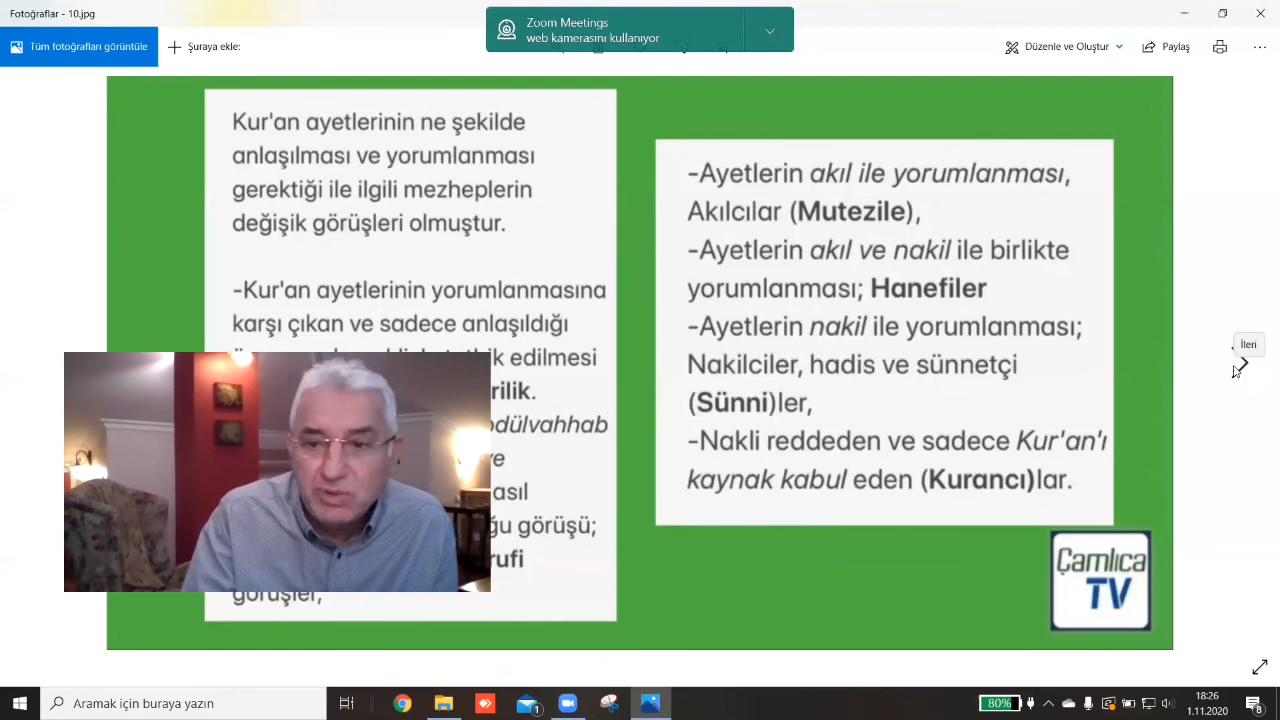 Fotoğraflar - 10.jpg
Zoom Meetings
web kamerasını kullanıyor
Tüm fotoğrafları görüntüle
Şuraya ekle:
Düzenle ve Oluştur
Paylaş
Kur'an ayetlerinin ne şekilde
anlaşılması ve yorumlanması
gerektiği ile ilgili mezheplerin
değişik görüşleri olmuştur.
-Kur'an ayetlerinin yorumlanmasına
karşı çıkan ve sadece anlaşıldığı
edilmesi
rilik.
dülvahhab
ve
asıl
ğu görüşü;
rufi
görüşler,
-Ayetlerin akıl ile yorumlanması,
Akılcılar (Mutezile),
-Ayetlerin akıl ve nakil ile birlikte
yorumlanması; Hanefiler
-Ayetlerin nakil ile yorumlanması;
Nakilciler, hadis ve sünnetçi
(Sünni)ler,
-Nakli reddeden ve sadece Kur'an'ı
kaynak kabul eden (Kurancı)lar.
İleri
Çamlıca
TV
Aramak için buraya yazın
1
80%
18:26
1.11.2020
8